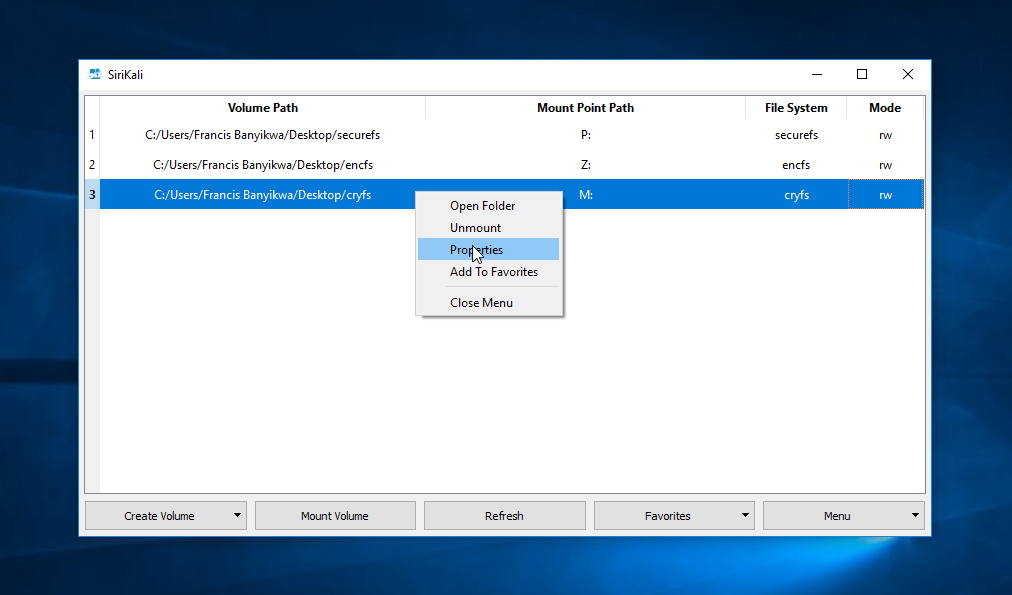 SiriKali
Volume Path Mount Point Path File System Mode
1 C:/Users/Francis Banyikwa/Desktop/securefs P: securefs rw
2 C:/Users/Francis Banyikwa/Desktop/encfs Z: encfs rw
3 C:/Users/Francis Banyikwa/Desktop/cryfs M: cryfs rw
Open Folder
Unmount
Properties
Add To Favorites
Close Menu
Create Volume Mount Volume Refresh Favorites Menu